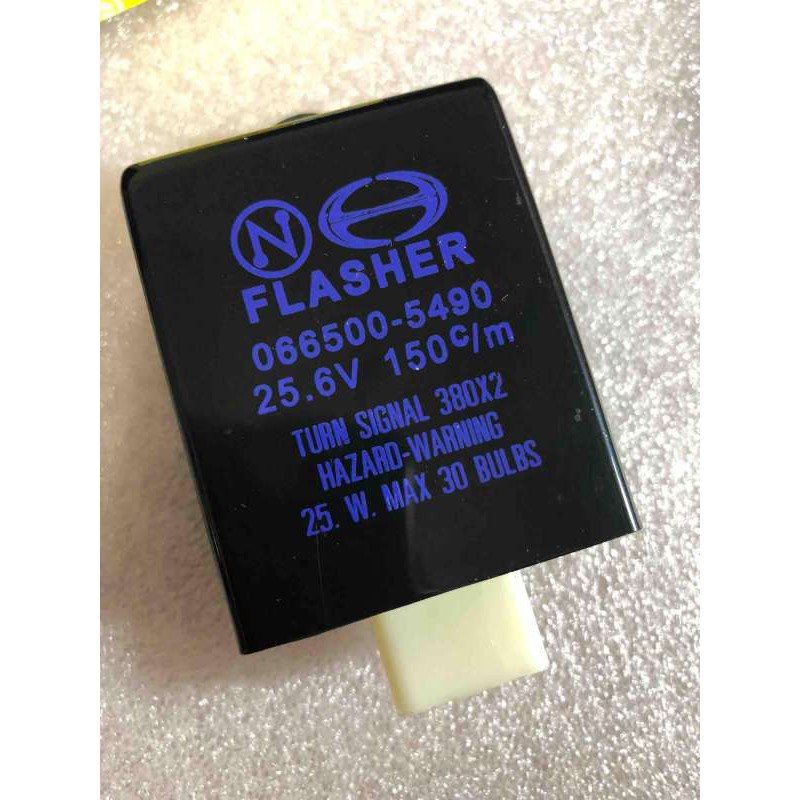 N
FLASHER
066500-5490
25.6V 150c/m
TURN SIGNAL 380X2
HAZARD-WARNING
25. W. MAX 30 BULBS